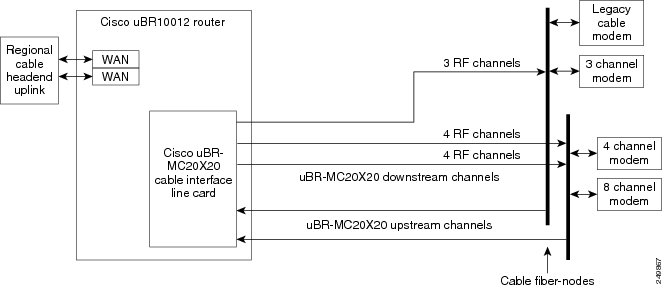 Cisco uBR10012 router
Regional
cable
headend
uplink
WAN
WAN
Cisco uBR-
MC20X20
cable interface
line card
3 RF channels
4 RF channels
4 RF channels
uBR-MC20X20 downstream channels
uBR-MC20X20 upstream channels
Legacy
cable
modem
3 channel
modem
4 channel
modem
8 channel
modem
Cable fiber-nodes
249967